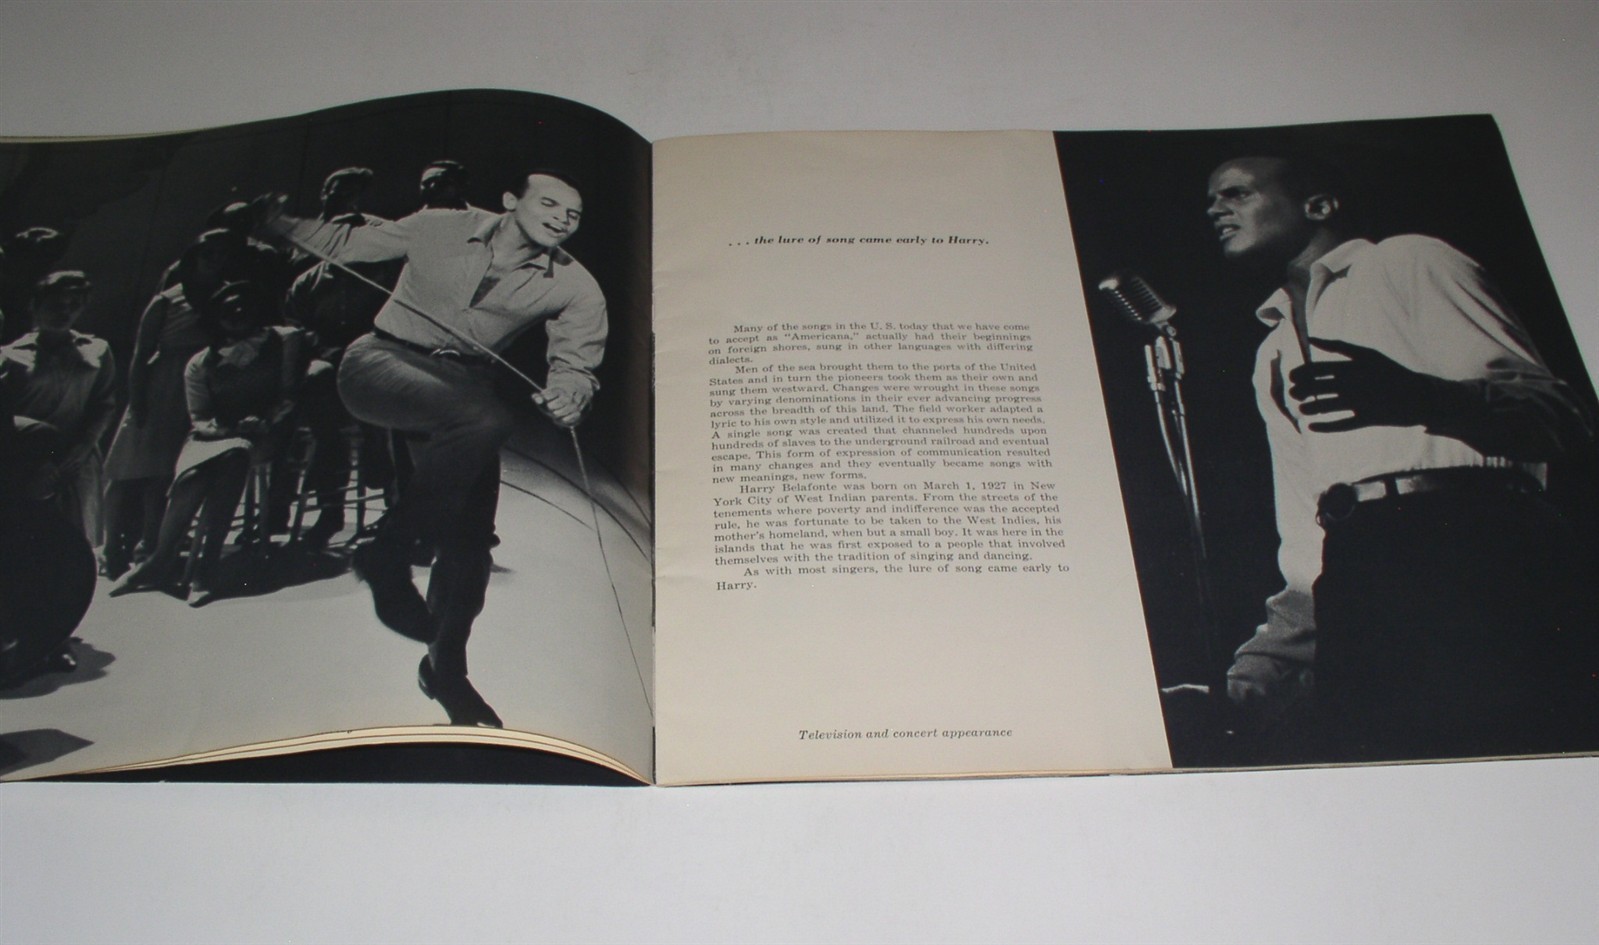 . . . the lure of song came early to Harry.
Many of the songs in the U. S. today that we have come
to accept as “Americana,” actually had their beginnings
on foreign shores, sung in other languages with differing
dialects.
Men of the sea brought them to the ports of the United
States and in turn the pioneers took them as their own and
sung them westward. Changes were wrought in these songs
by varying denominations in their ever advancing progress
across the breadth of this land. The field worker adapted a
lyric to his own style and utilized it to express his own needs.
A single song was created that channeled hundreds upon
hundreds of slaves to the underground railroad and eventual
escape. This form of expression of communication resulted
in many changes and they eventually became songs with
new meanings, new forms.
Harry Belafonte was born on March 1, 1927 in New
York City of West Indian parents. From the streets of the
tenements where poverty and indifference was the accepted
rule, he was fortunate to be taken to the West Indies, his
mother's homeland, when but a small boy. It was here in the
islands that he was first exposed to a people that involved
themselves with the tradition of singing and dancing.
As with most singers, the lure of song came early to
Harry.
Television and concert appearance